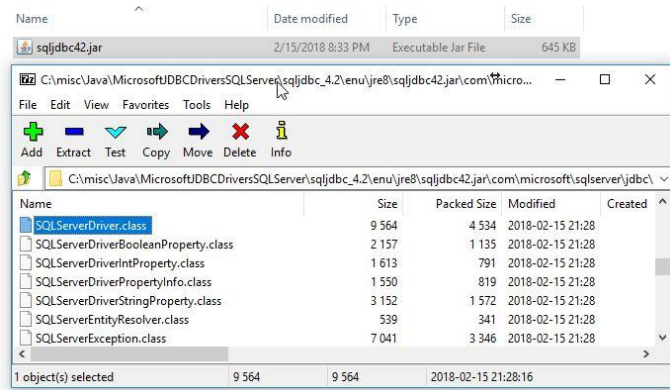 Name Date modified Type Size
sqljdbc42.jar 2/15/2018 8:33 PM Executable Jar File 645 KB
C:\misc\Java\MicrosoftJDBCDriversSQLServer\sqljdbc_4.2\enu\jre8\sqljdbc42.jar\com\micro...
File Edit View Favorites Tools Help
Add Extract Test Copy Move Delete Info
C:\misc\Java\MicrosoftJDBCDriversSQLServer\sqljdbc_4.2\enu\jre8\sqljdbc42.jar\com\microsoft\sqlserver\jdbc\
Name Size Packed Size Modified Created
SQLServerDriver.class 9 564 4 534 2018-02-15 21:28
SQLServerDriverBooleanProperty.class 2 157 1 135 2018-02-15 21:28
SQLServerDriverIntProperty.class 1 613 791 2018-02-15 21:28
SQLServerDriverPropertyInfo.class 1 550 819 2018-02-15 21:28
SQLServerDriverStringProperty.class 3 152 1 572 2018-02-15 21:28
SQLServerEntityResolver.class 539 341 2018-02-15 21:28
SQLServerException.class 7 041 3 346 2018-02-15 21:28
1 object(s) selected 9 564 9 564 2018-02-15 21:28:16